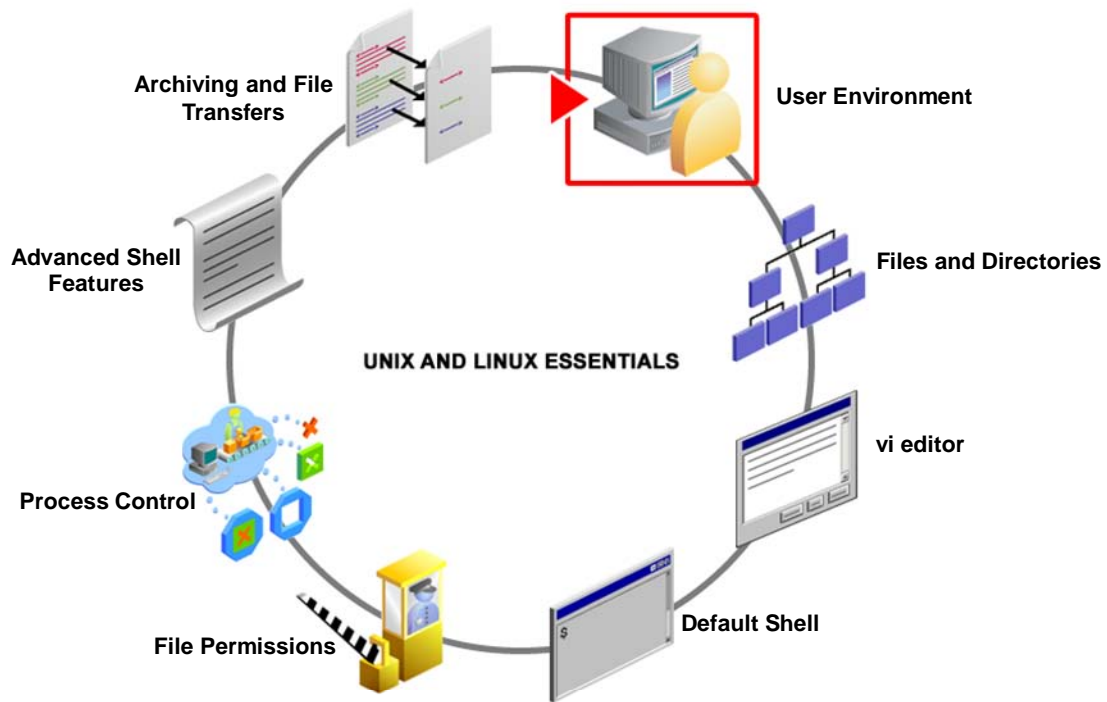 Archiving and File
Transfers
User Environment
Advanced Shell
Features
Files and Directories
UNIX AND LINUX ESSENTIALS
vi editor
Process Control
$
Default Shell
File Permissions